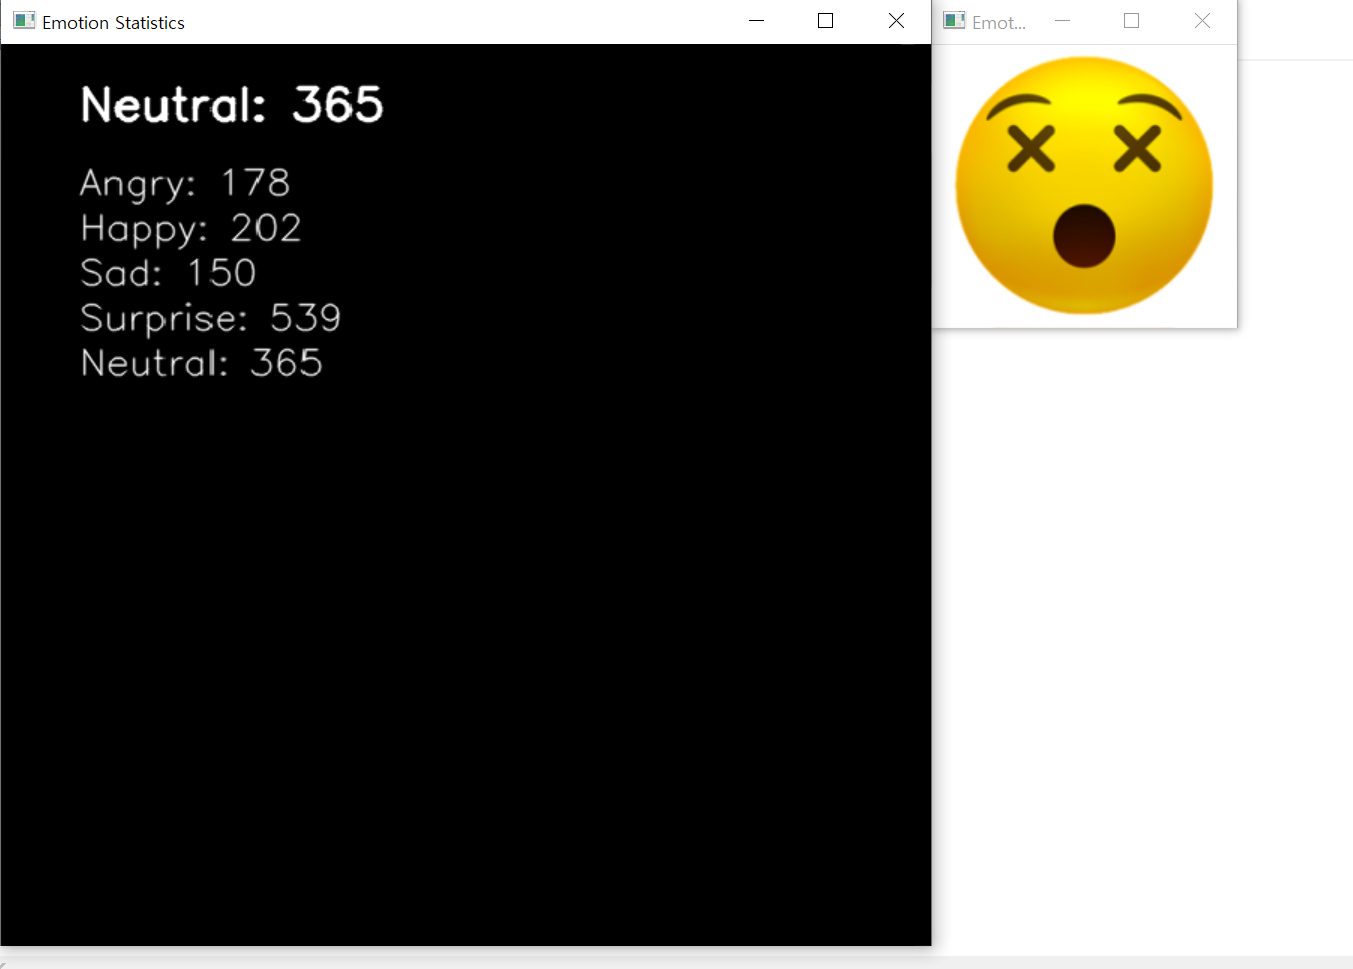 Emotion Statistics
Emot...
Neutral: 365
Angry: 178
Happy: 202
Sad: 150
Surprise: 539
Neutral: 365